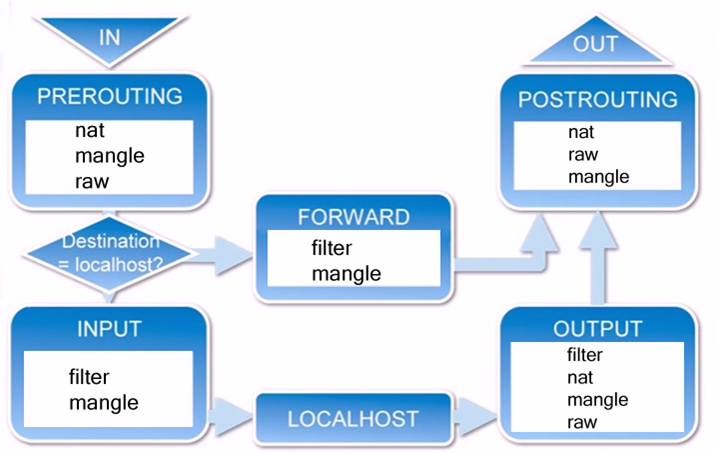 IN
PREROUTING
nat
mangle
raw
Destination
= localhost?
INPUT
filter
mangle
FORWARD
filter
mangle
LOCALHOST
OUT
POSTROUTING
nat
raw
mangle
OUTPUT
filter
nat
mangle
raw